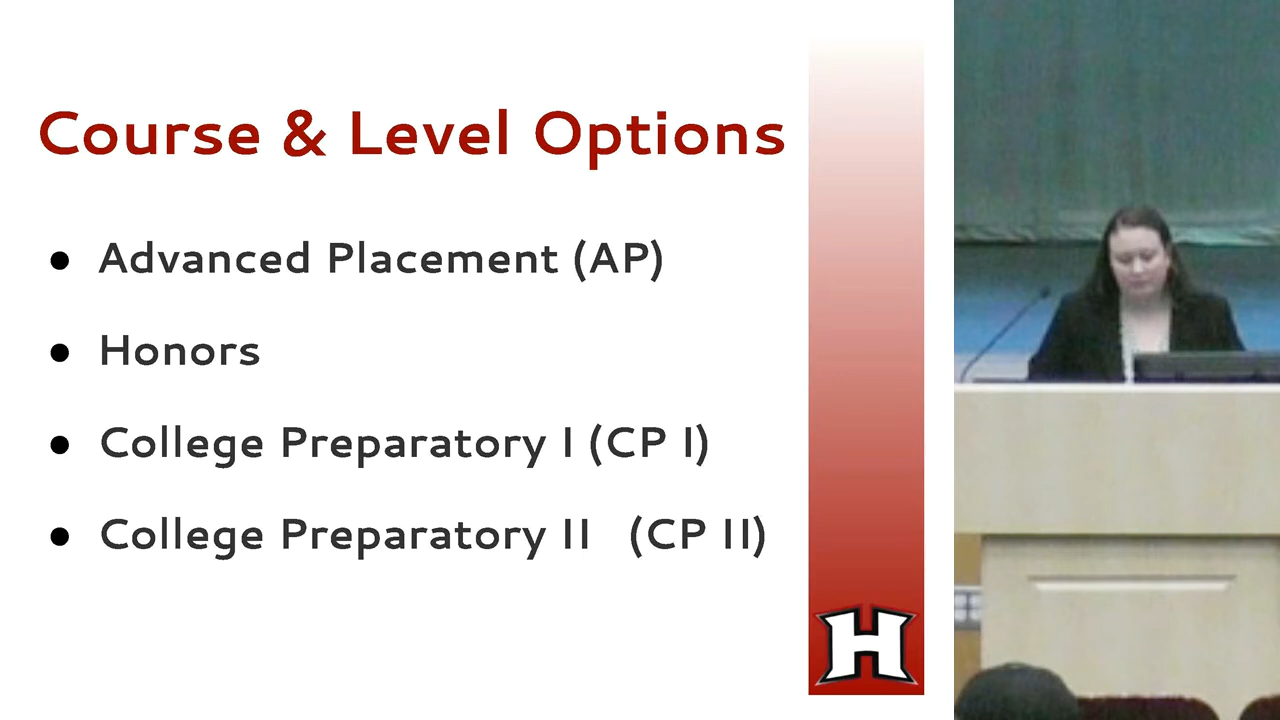 Course & Level Options
● Advanced Placement (AP)
● Honors
● College Preparatory I (CP I)
● College Preparatory II (CP II)
H